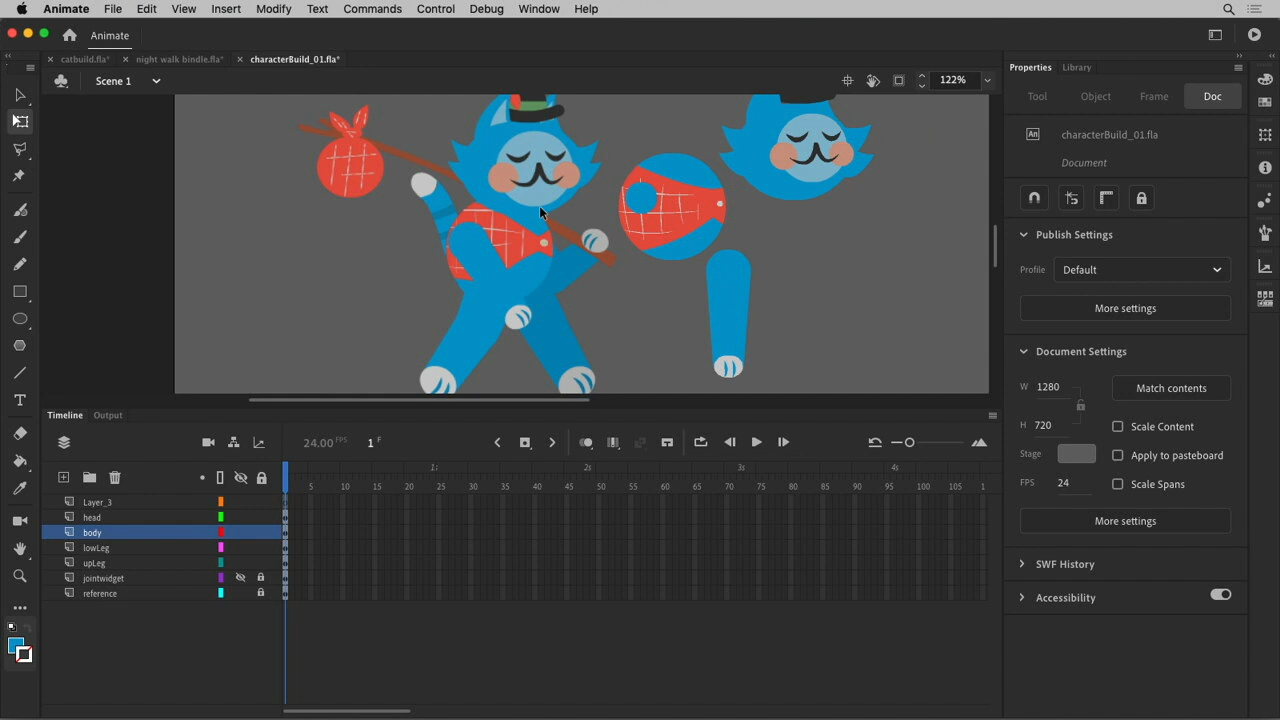 Animate File Edit View Insert Modify Text Commands Control Debug Window Help
Animate
catbuild.fla* night walk bindle.fla* characterBuild_01.fla*
Scene 1 122%
Properties Library
Tool Object Frame Doc
An characterBuild_01.fla
Document
Publish Settings
Profile Default
More settings
Document Settings
W 1280 Match contents
H 720 Scale Content
Stage Apply to pasteboard
FPS 24 Scale Spans
More settings
SWF History
Accessibility
Timeline Output
24.00 FPS 1 F
1s 2s 3s 4s
5 10 15 20 25 30 35 40 45 50 55 60 65 70 75 80 85 90 95 100 105 1
Layer_3
head
body
lowLeg
upLeg
jointwidget
reference